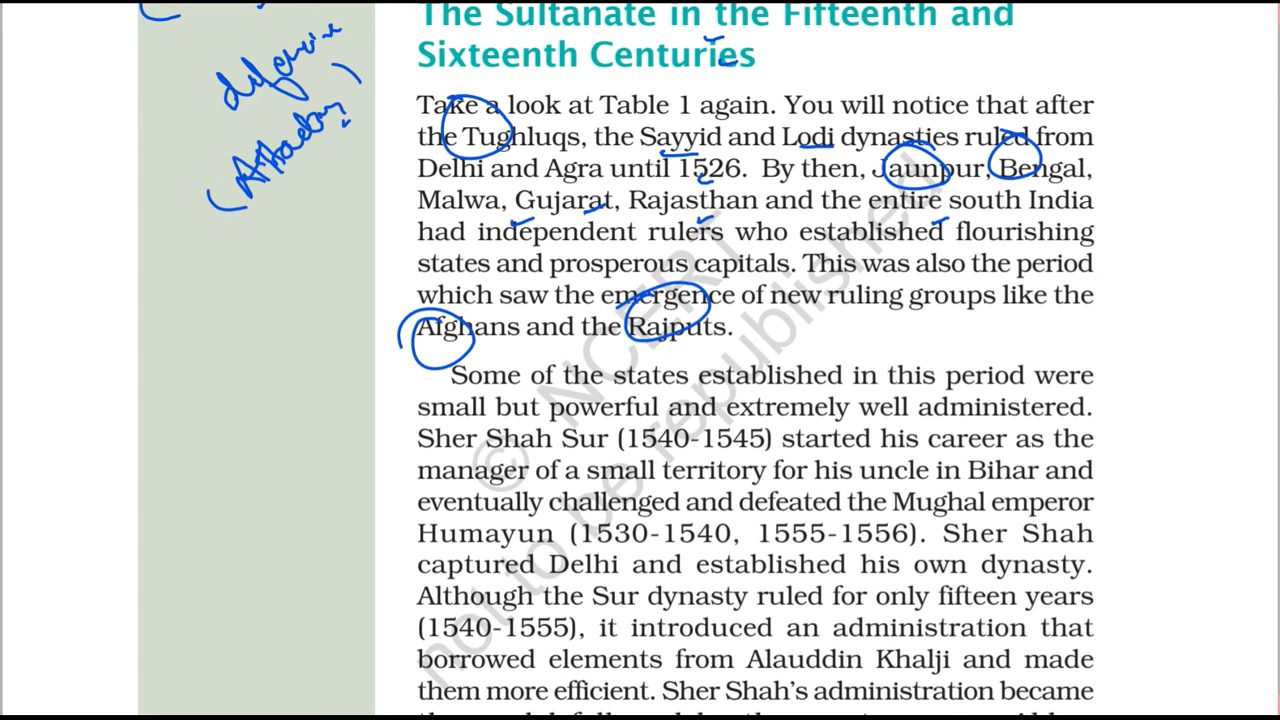 The Sultanate in the Fifteenth and
Sixteenth Centuries
(Attack)
Take a look at Table 1 again. You will notice that after
the Tughluqs, the Sayyid and Lodi dynasties ruled from
Delhi and Agra until 1526. By then, Jaunpur, Bengal,
Malwa, Gujarat, Rajasthan and the entire south India
had independent rulers who established flourishing
states and prosperous capitals. This was also the period
which saw the emergence of new ruling groups like the
Afghans and the Rajputs.
Some of the states established in this period were
small but powerful and extremely well administered.
Sher Shah Sur (1540-1545) started his career as the
manager of a small territory for his uncle in Bihar and
eventually challenged and defeated the Mughal emperor
Humayun (1530-1540, 1555-1556). Sher Shah
captured Delhi and established his own dynasty.
Although the Sur dynasty ruled for only fifteen years
(1540-1555), it introduced an administration that
borrowed elements from Alauddin Khalji and made
them more efficient. Sher Shah's administration became
© NCERT
not to be republished